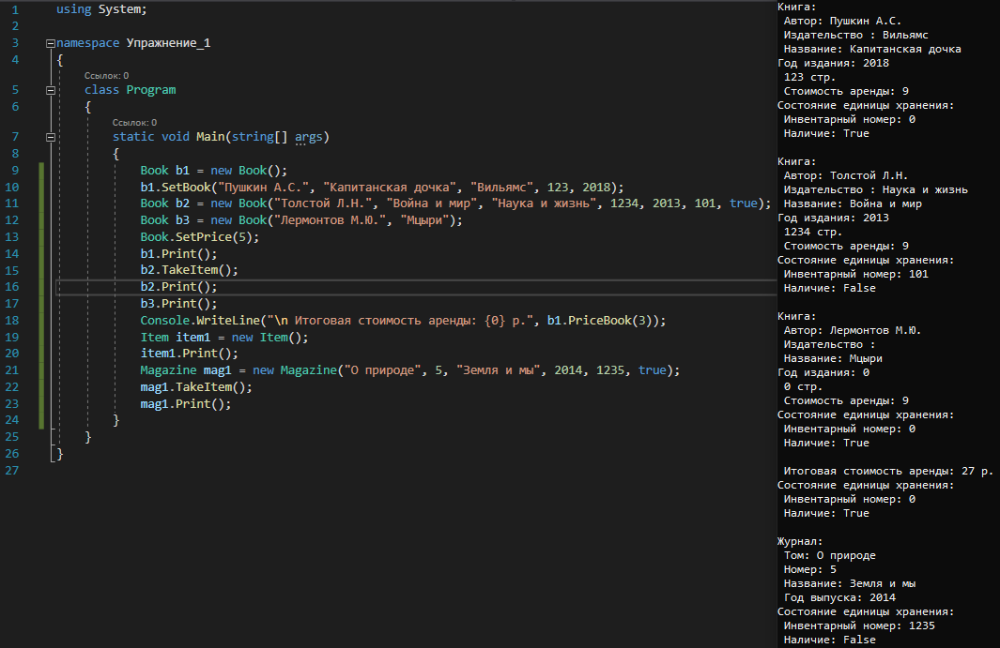 1 using System;
2
3 namespace Упражнение_1
4 {
Ссылок: 0
5 class Program
6 {
Ссылок: 0
7 static void Main(string[] args)
8 {
9 Book b1 = new Book();
10 b1.SetBook("Пушкин А.С.", "Капитанская дочка", "Вильямс", 123, 2018);
11 Book b2 = new Book("Толстой Л.Н.", "Война и мир", "Наука и жизнь", 1234, 2013, 101, true);
12 Book b3 = new Book("Лермонтов М.Ю.", "Мцыри");
13 Book.SetPrice(5);
14 b1.Print();
15 b2.TakeItem();
16 b2.Print();
17 b3.Print();
18 Console.WriteLine("\n Итоговая стоимость аренды: {0} р.", b1.PriceBook(3));
19 Item item1 = new Item();
20 item1.Print();
21 Magazine mag1 = new Magazine("О природе", 5, "Земля и мы", 2014, 1235, true);
22 mag1.TakeItem();
23 mag1.Print();
24 }
25 }
26 }
27
Книга:
Автор: Пушкин А.С.
Издательство : Вильямс
Название: Капитанская дочка
Год издания: 2018
123 стр.
Стоимость аренды: 9
Состояние единицы хранения:
Инвентарный номер: 0
Наличие: True
Книга:
Автор: Толстой Л.Н.
Издательство : Наука и жизнь
Название: Война и мир
Год издания: 2013
1234 стр.
Стоимость аренды: 9
Состояние единицы хранения:
Инвентарный номер: 101
Наличие: False
Книга:
Автор: Лермонтов М.Ю.
Издательство :
Название: Мцыри
Год издания: 0
0 стр.
Стоимость аренды: 9
Состояние единицы хранения:
Инвентарный номер: 0
Наличие: True
Итоговая стоимость аренды: 27 р.
Состояние единицы хранения:
Инвентарный номер: 0
Наличие: True
Журнал:
Том: О природе
Номер: 5
Название: Земля и мы
Год выпуска: 2014
Состояние единицы хранения:
Инвентарный номер: 1235
Наличие: False